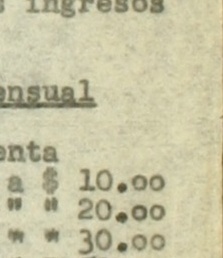 s ingresos
ensual
enta
a $ 10.00
" " 20.00
" " 30.00